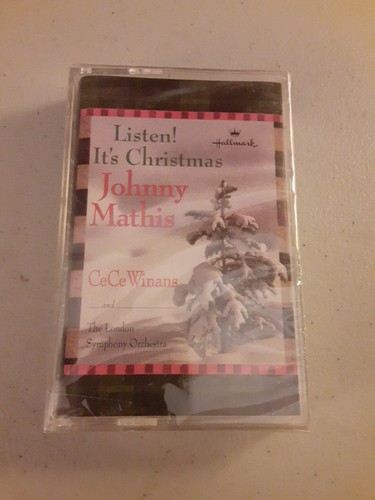 Listen!
It's Christmas
Hallmark
Johnny
Mathis
CeCe Winans
and
The London
Symphony Orchestra